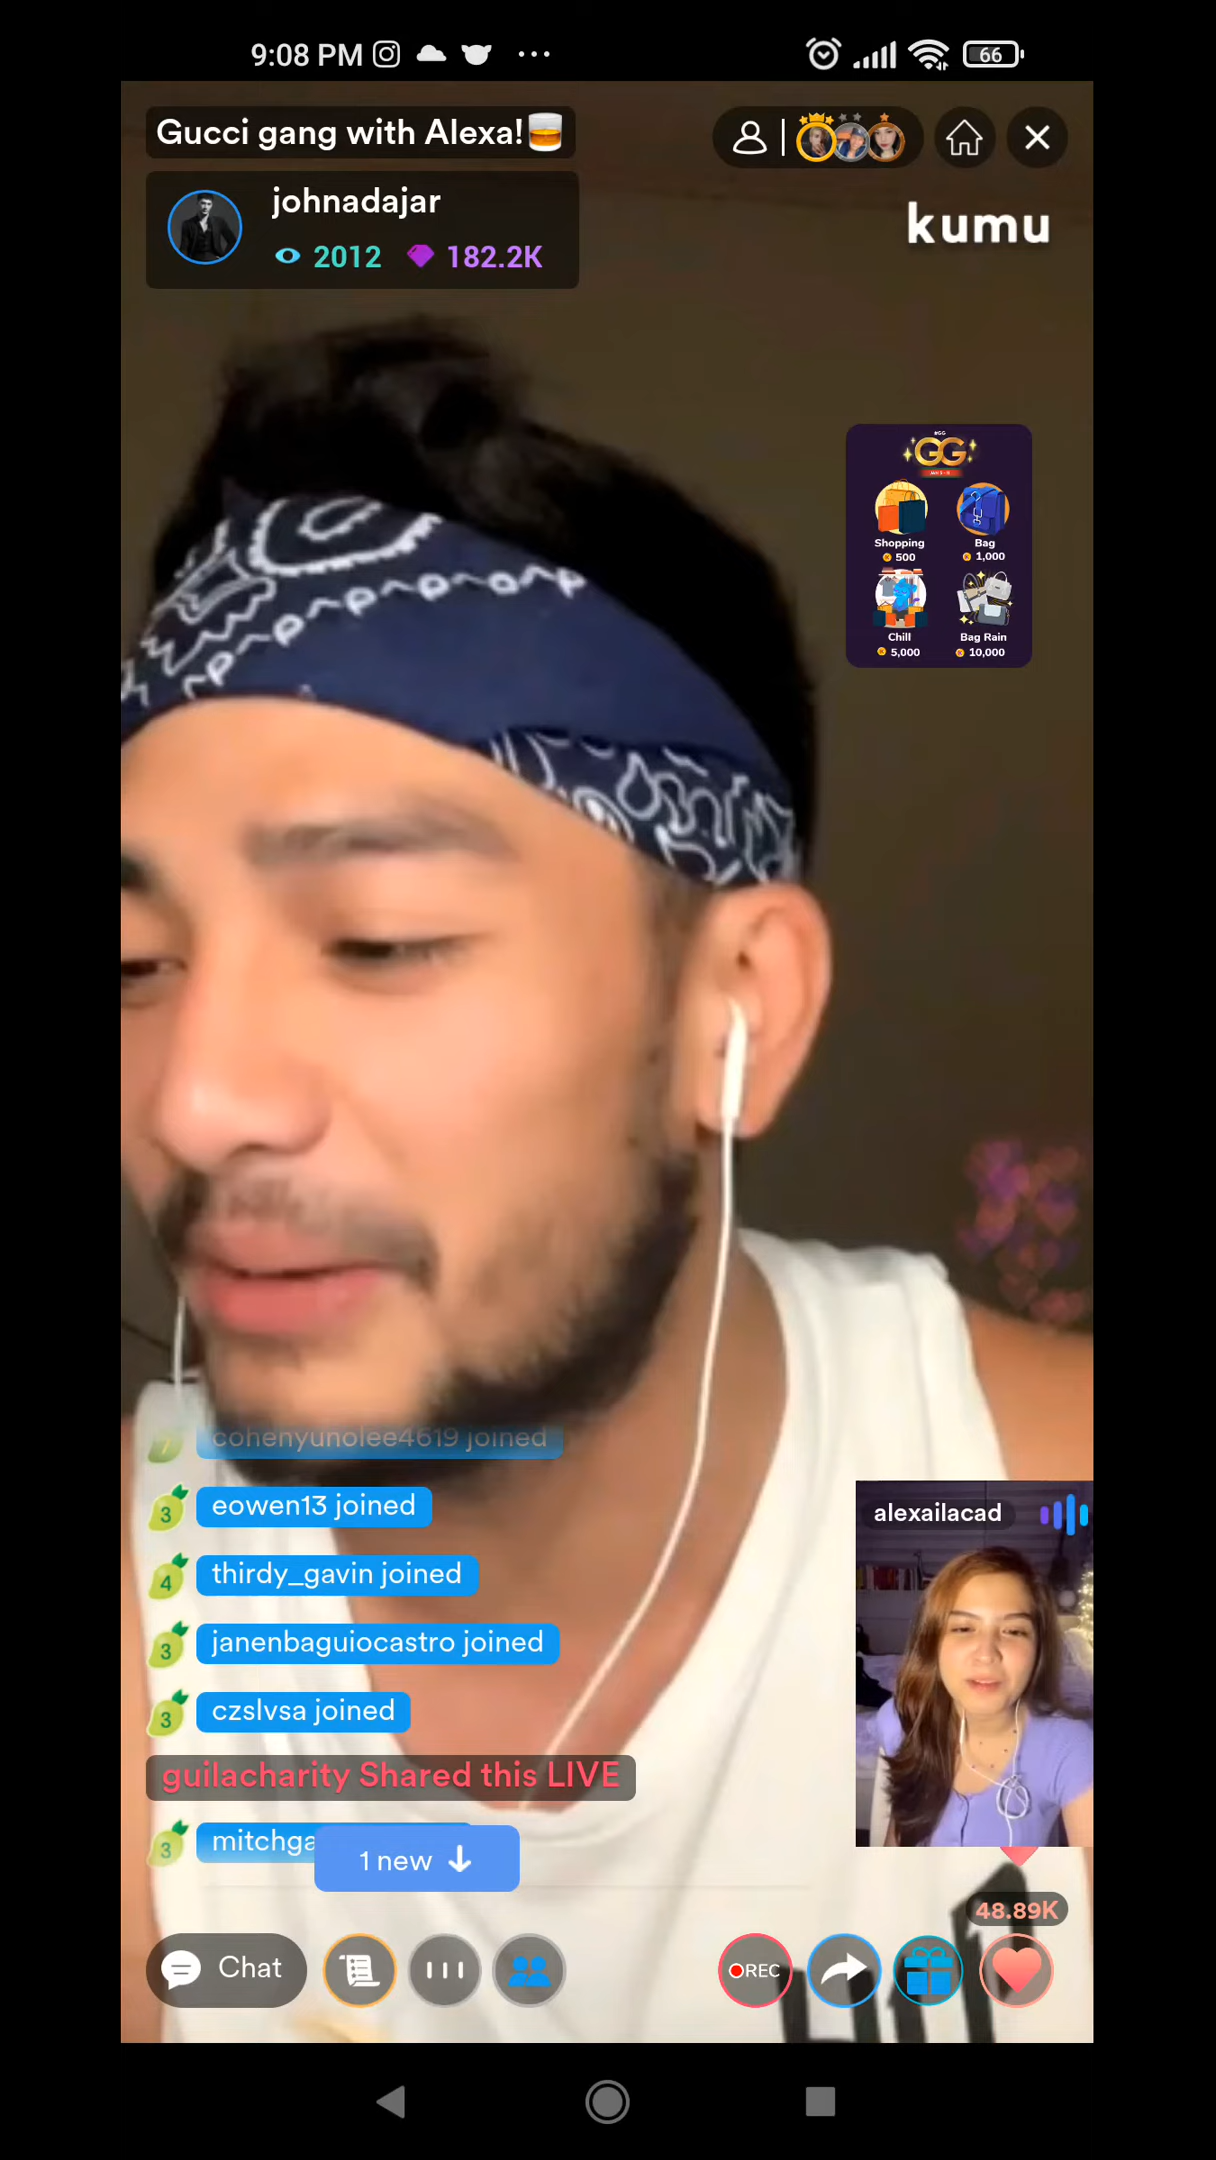 9:08 PM
66
Gucci gang with Alexa!
johnadajar
2012 182.2K
kumu
#GG
GG
Shopping
500
Bag
1,000
Chill
5,000
Bag Rain
10,000
7
cohenyunolee4619 joined
3
eowen13 joined
4
thirdy_gavin joined
3
janenbaguiocastro joined
3
czslvsa joined
guilacharity Shared this LIVE
3
1 new ↓
alexailacad
48.89K
Chat
REC